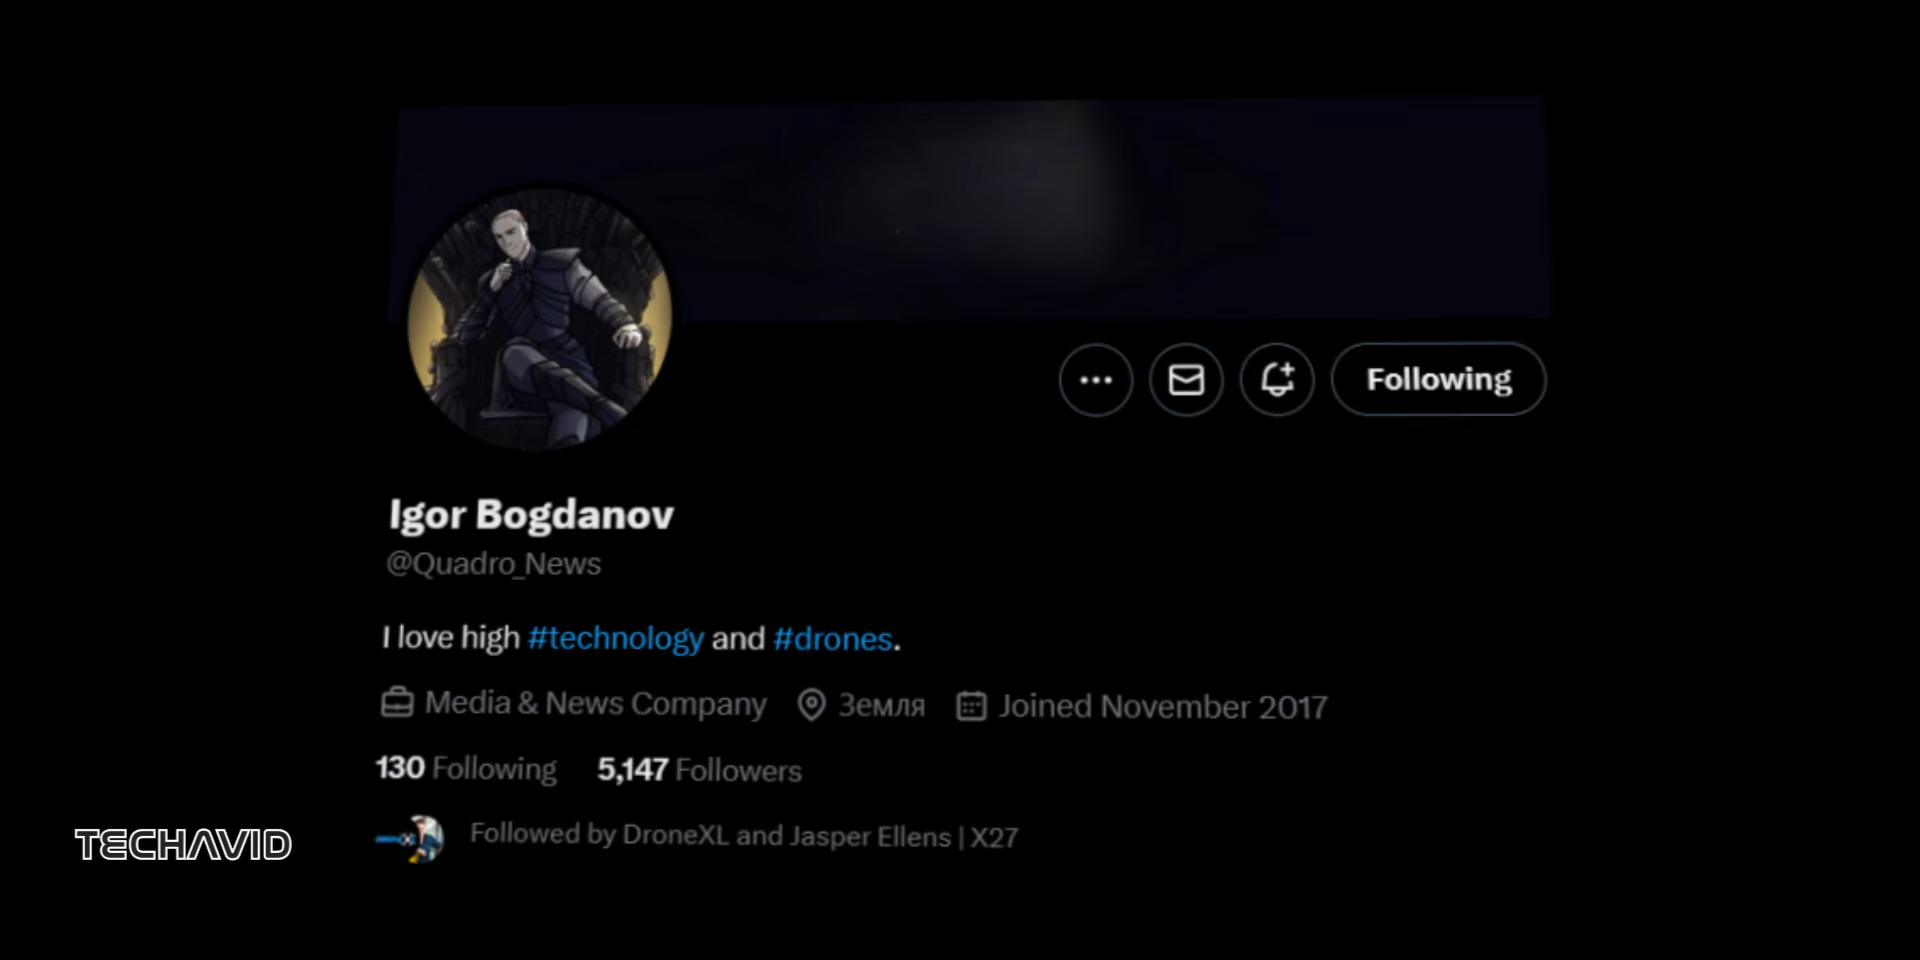 Following
Igor Bogdanov
@Quadro_News
I love high #technology and #drones.
Media & News Company Земля Joined November 2017
130 Following 5,147 Followers
Followed by DroneXL and Jasper Ellens | X27
TECHAVID